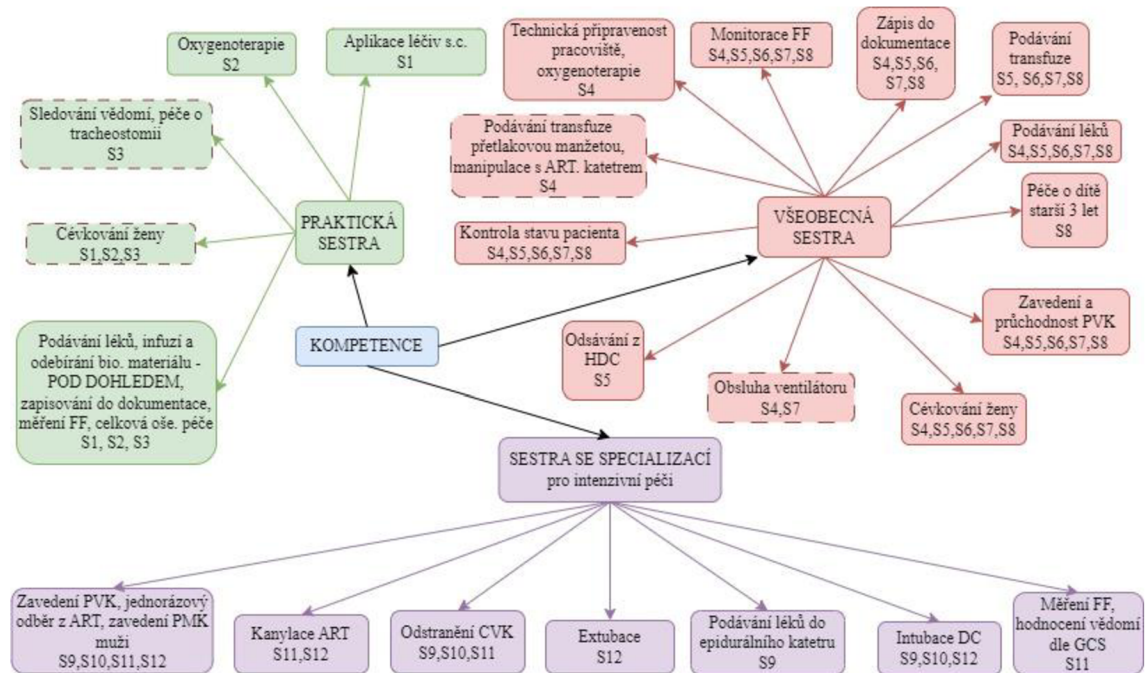 Oxygenoterapie
S2
Aplikace léčiv s.c.
S1
Sledování vědomí, péče o
tracheostomii
S3
Cévkování ženy
S1,S2,S3
Podávání léků, infuzí a
odebírání bio. materiálu -
POD DOHLEDEM,
zapisování do dokumentace,
měření FF, celková oše. péče
S1, S2, S3
PRAKTICKÁ
SESTRA
KOMPETENCE
Technická připravenost
pracoviště,
oxygenoterapie
S4
Monitorace FF
S4,S5,S6,S7,S8
Zápis do
dokumentace
S4,S5,S6,
S7,S8
Podávání
transfuze
S5, S6,S7,S8
Podávání transfuze
přetlakovou manžetou,
manipulace s ART. katetrem
S4
Podávání léků
S4,S5,S6,S7,S8
Péče o dítě
starší 3 let
S8
VŠEOBECNÁ
SESTRA
Kontrola stavu pacienta
S4,S5,S6,S7,S8
Zavedení a
průchodnost PVK
S4,S5,S6,S7,S8
Odsávání z
HDC
S5
Obsluha ventilátoru
S4,S7
Cévkování ženy
S4,S5,S6,S7,S8
SESTRA SE SPECIALIZACÍ
pro intenzivní péči
Zavedení PVK, jednorázový
odběr z ART, zavedení PMK
muži
S9,S10,S11,S12
Kanylace ART
S11,S12
Odstranění CVK
S9,S10,S11
Extubace
S12
Podávání léků do
epidurálního katetru
S9
Intubace DC
S9,S10,S12
Měření FF,
hodnocení vědomí
dle GCS
S11